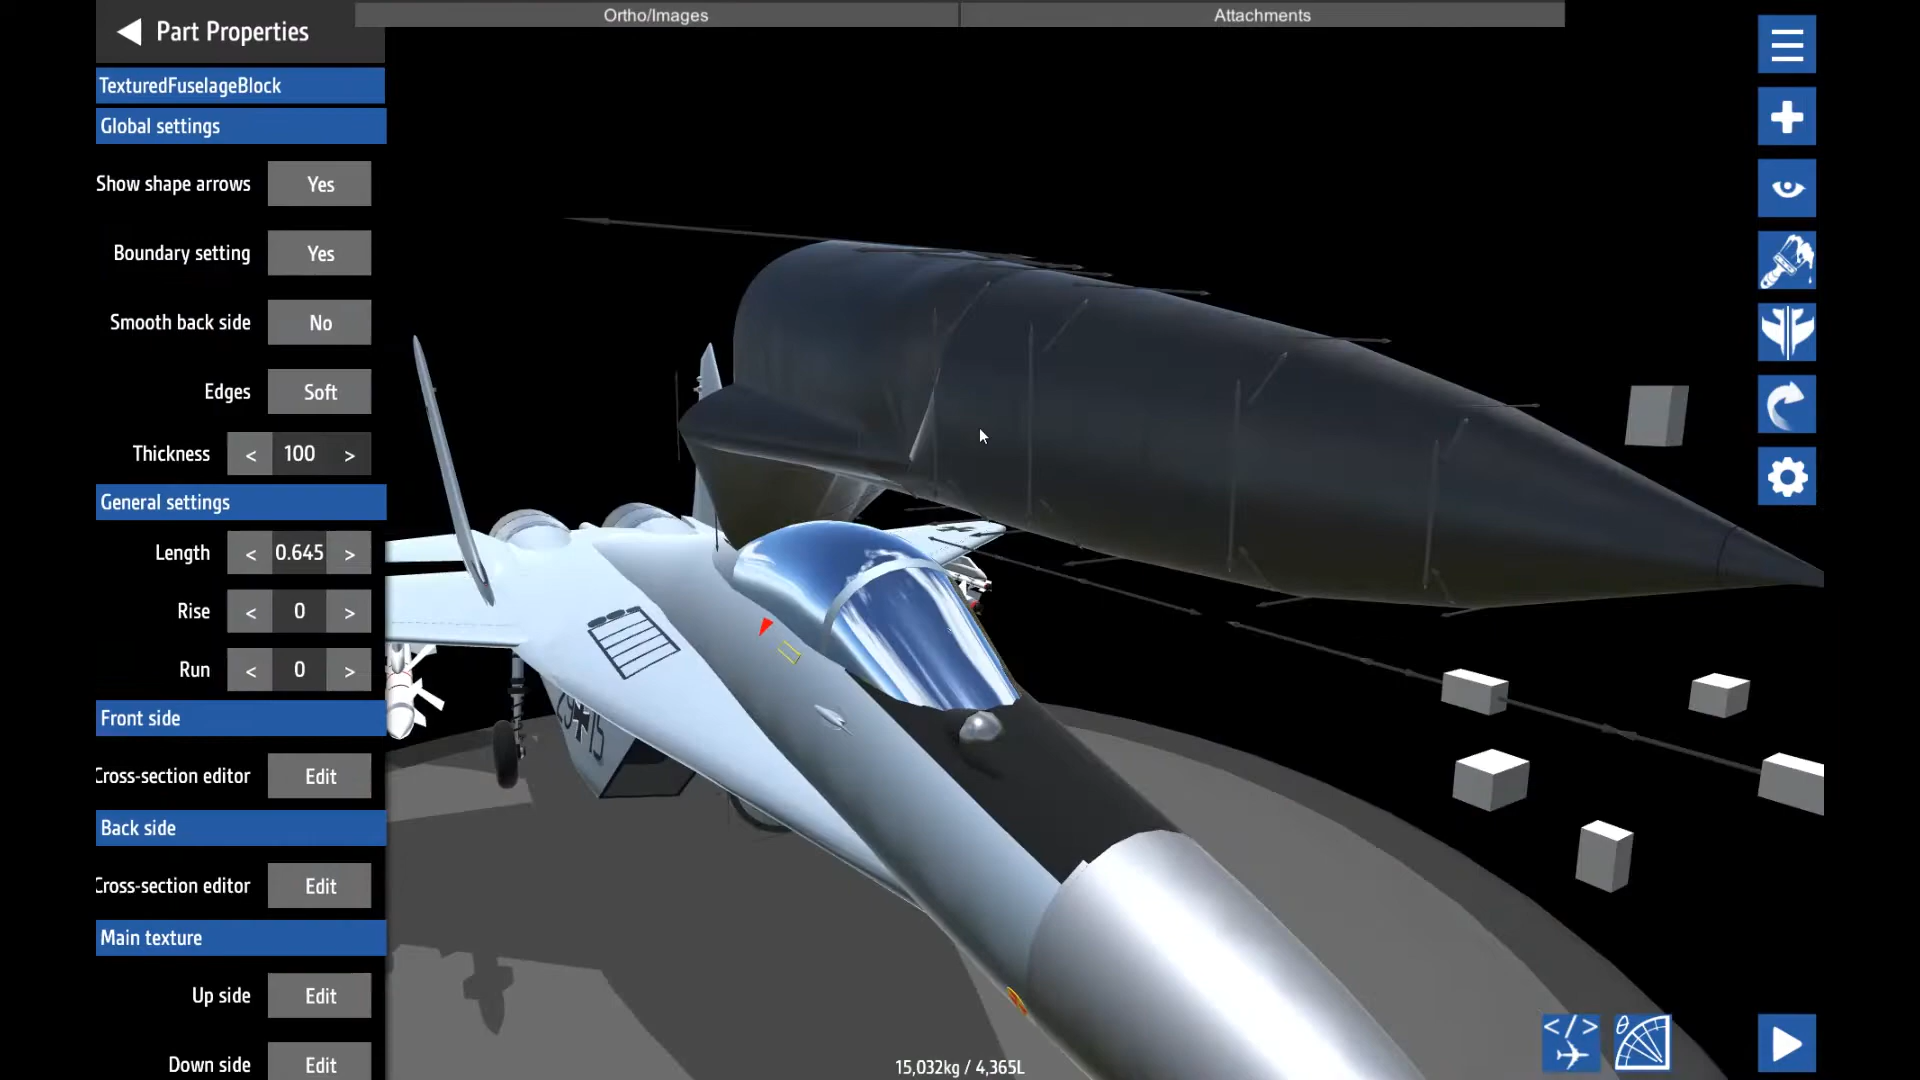 Ortho/Images
Attachments
Part Properties
TexturedFuselageBlock
Global settings
Show shape arrows
Yes
Boundary setting
Yes
Smooth back side
No
Edges
Soft
Thickness
< 100 >
General settings
Length
< 0.645 >
Rise
< 0 >
Run
< 0 >
Front side
Cross-section editor
Edit
Back side
Cross-section editor
Edit
Main texture
Up side
Edit
Down side
Edit
29 15
15,032kg / 4,365L
</> 
θ